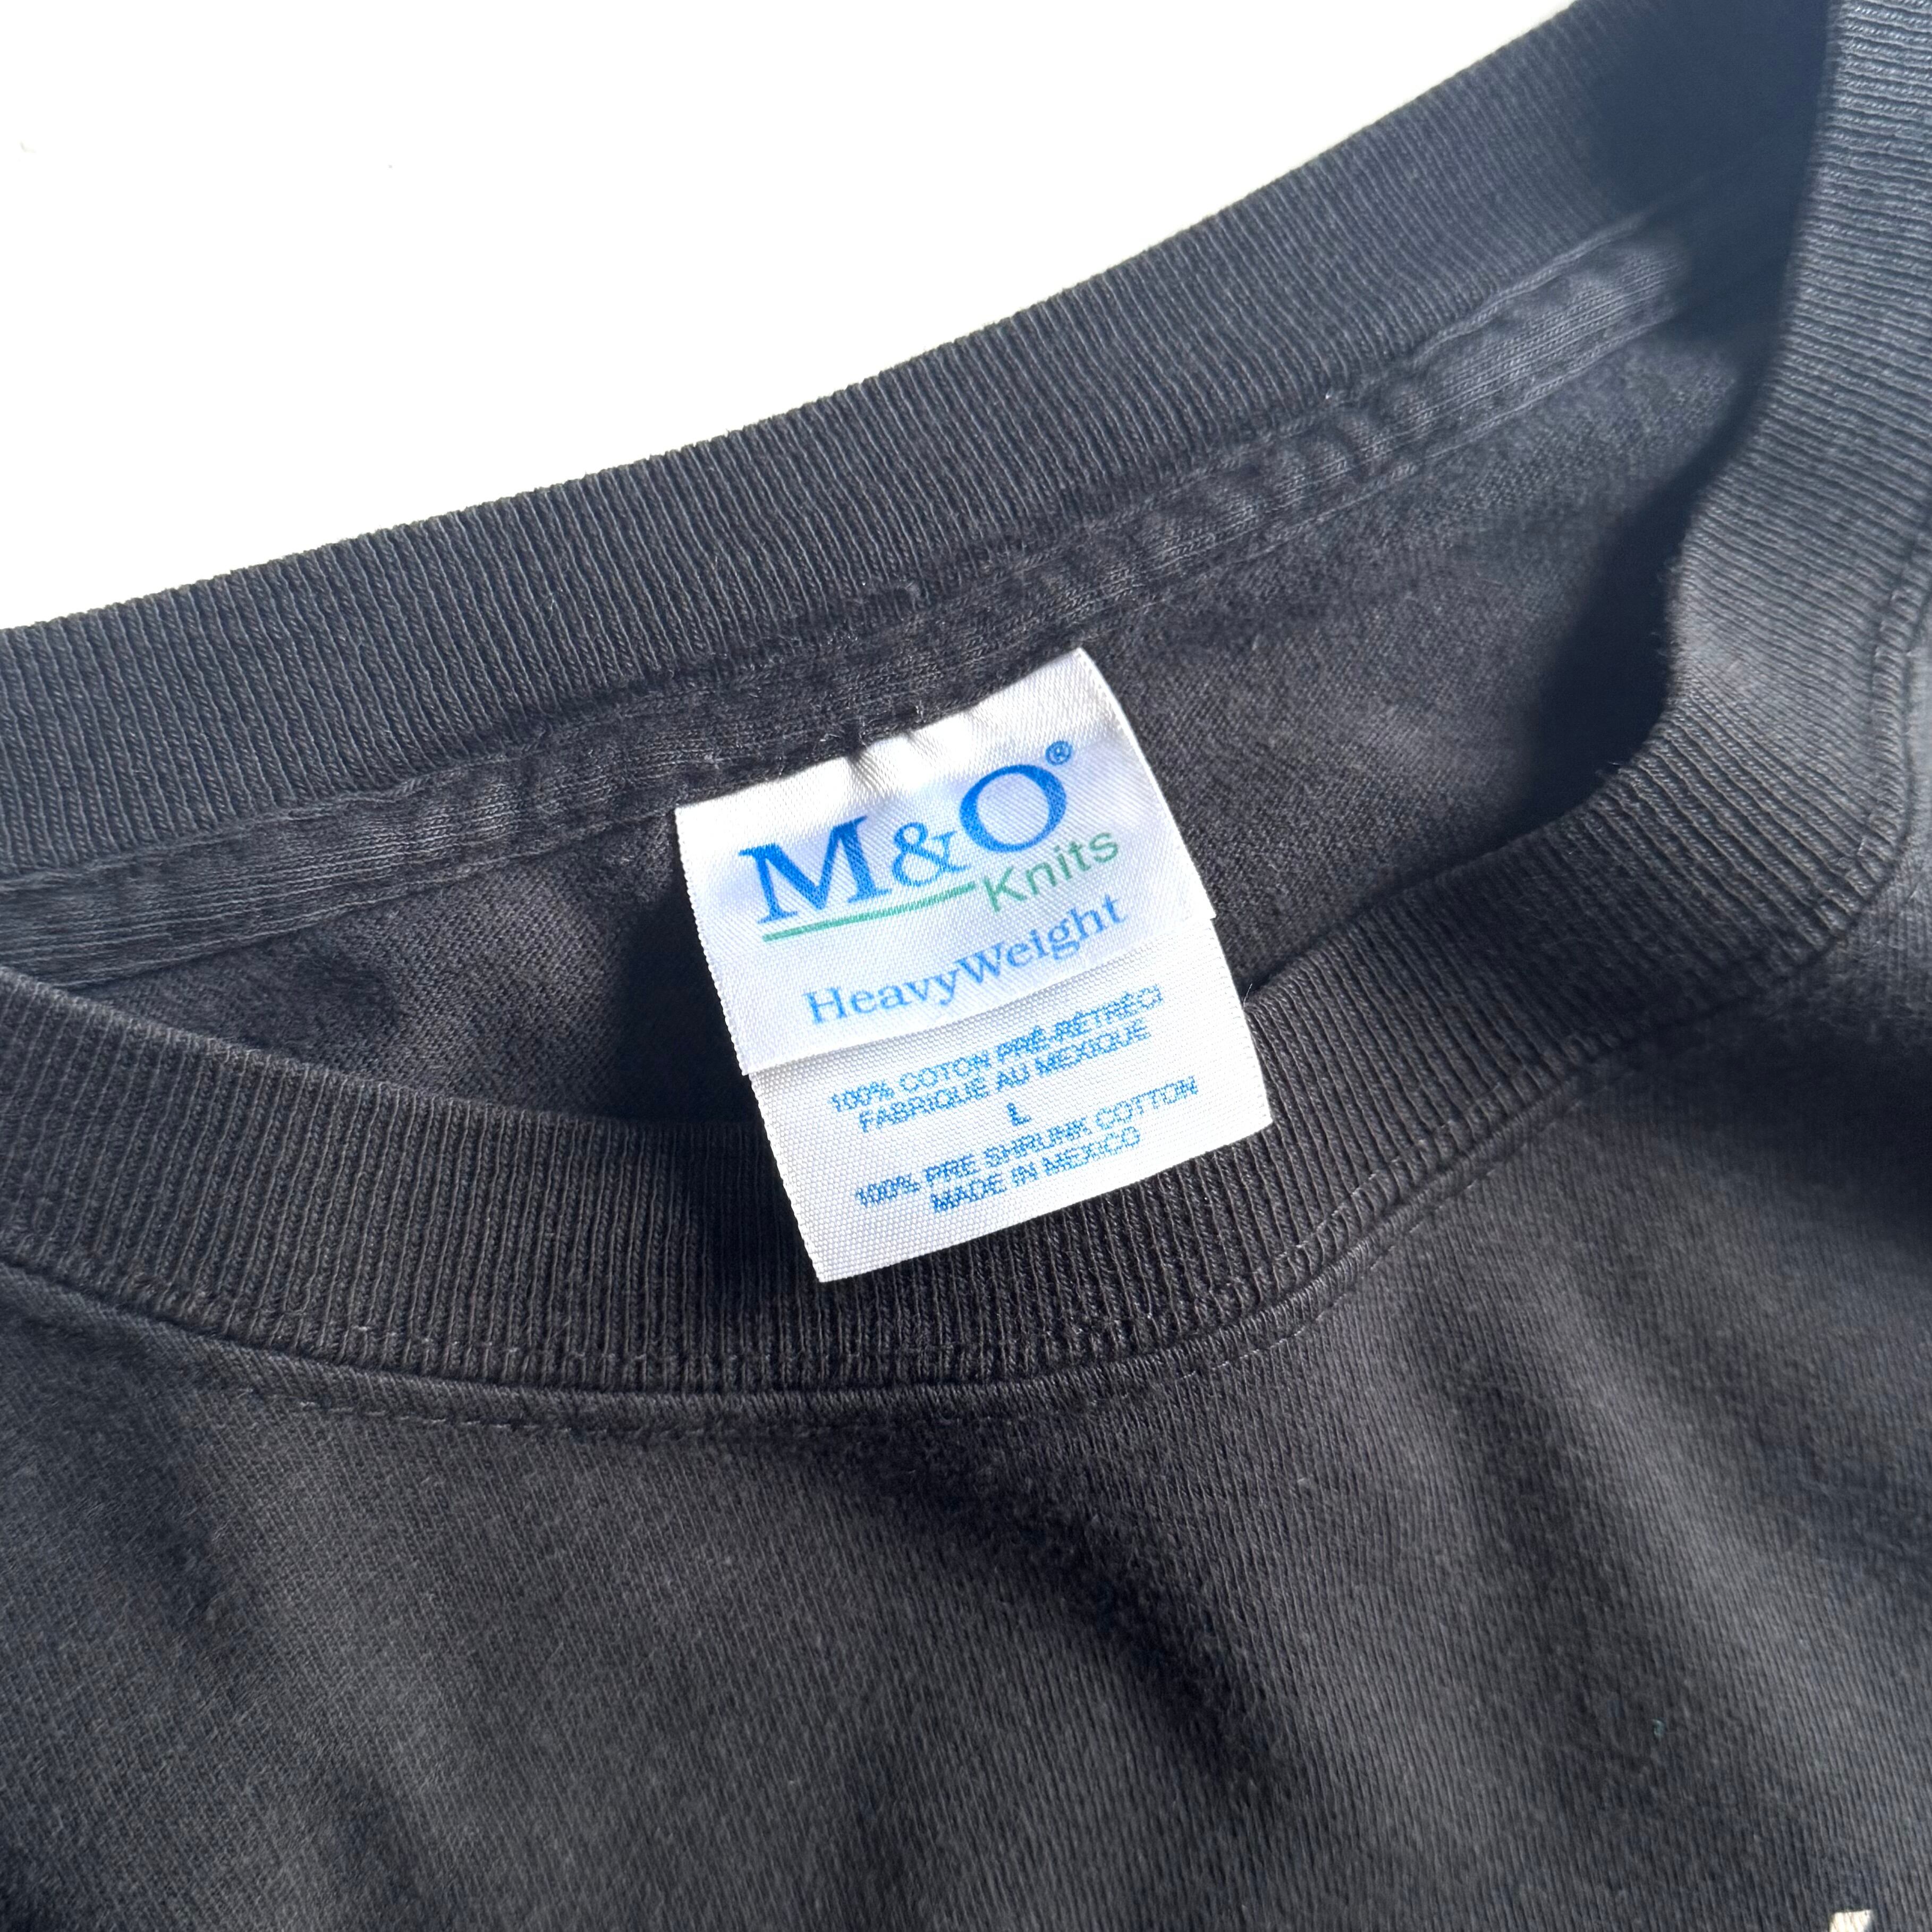 M&O®
Knits
HeavyWeight
100% COTON PRÉ-RÉTRÉCI
FABRIQUÉ AU MEXIQUE
L
100% PRE SHRUNK COTTON
MADE IN MEXICO